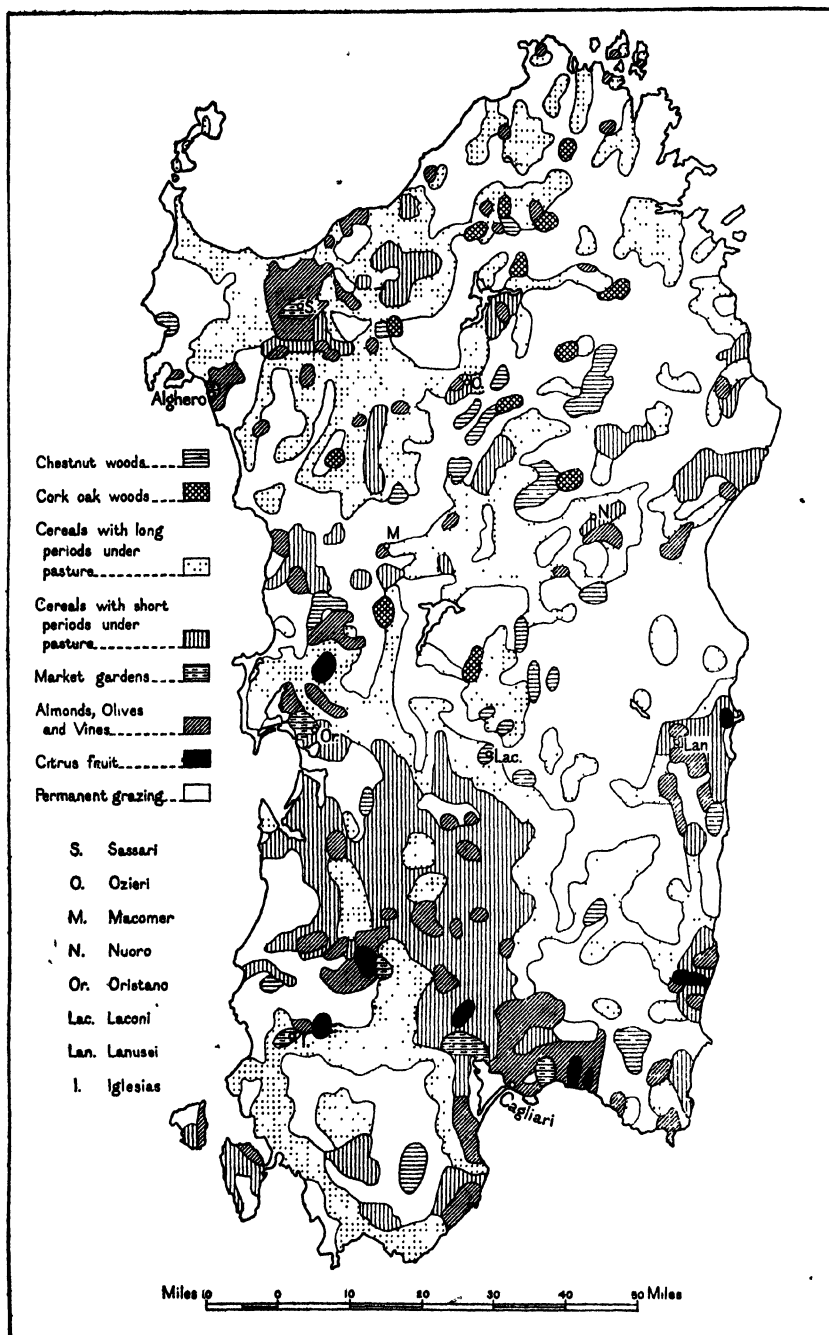 S.
O.
Alghero
M
N
Or.
Lac.
Lan
I.
Cagliari
Chestnut woods
Cork oak woods
Cereals with long
periods under
pasture
Cereals with short
periods under
pasture
Market gardens
Almonds, Olives
and Vines
Citrus fruit
Permanent grazing
S. Sassari
O. Ozieri
M. Macomer
N. Nuoro
Or. Oristano
Lac. Laconi
Lan. Lanusei
I. Iglesias
Miles 10 0 10 20 30 40 50 Miles